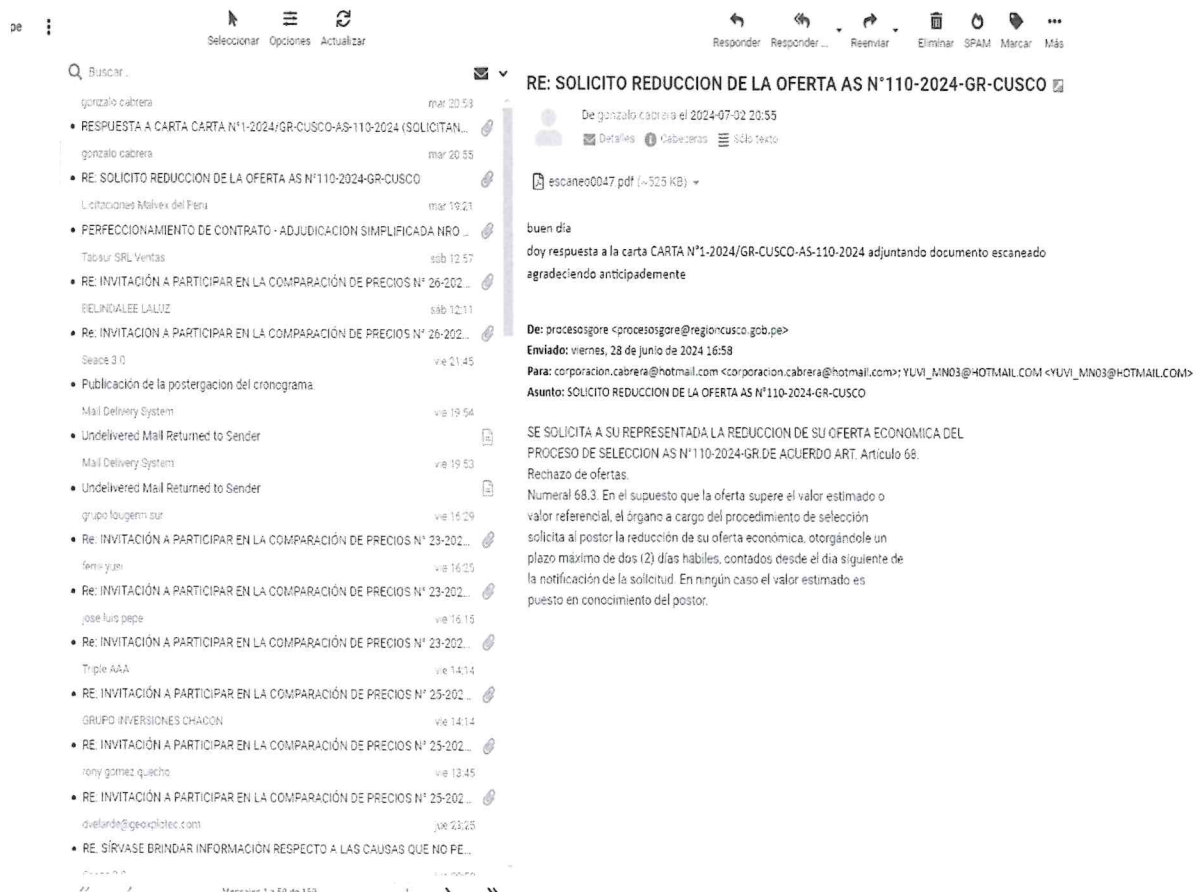 pe
Seleccionar Opciones Actualizar
Responder Responder ... Reenviar Eliminar SPAM Marcar Más
Buscar...
gonzalo cabrera mar 20:58
• RESPUESTA A CARTA CARTA N°1-2024/GR-CUSCO-AS-110-2024 (SOLICITAN...
gonzalo cabrera mar 20:55
• RE: SOLICITO REDUCCION DE LA OFERTA AS N°110-2024-GR-CUSCO
Licitaciones Malvex del Peru mar 19:21
• PERFECCIONAMIENTO DE CONTRATO - ADJUDICACION SIMPLIFICADA NRO ...
Tabaur SRL Ventas sáb 12:57
• RE: INVITACIÓN A PARTICIPAR EN LA COMPARACIÓN DE PRECIOS N° 26-202...
BELINDALEE LALUZ sáb 12:11
• Re: INVITACION A PARTICIPAR EN LA COMPARACIÓN DE PRECIOS N° 26-202...
Seace 3.0 vie 21:45
• Publicación de la postergacion del cronograma.
Mail Delivery System vie 19:54
• Undelivered Mail Returned to Sender
Mail Delivery System vie 19:53
• Undelivered Mail Returned to Sender
grupo fougerm sur vie 16:29
• Re: INVITACIÓN A PARTICIPAR EN LA COMPARACIÓN DE PRECIOS N° 23-202...
ferre yusi vie 16:25
• RE: INVITACIÓN A PARTICIPAR EN LA COMPARACIÓN DE PRECIOS N° 23-202...
jose luis pepe vie 16:15
• Re: INVITACIÓN A PARTICIPAR EN LA COMPARACIÓN DE PRECIOS N° 23-202...
Triple AAA vie 14:14
• RE: INVITACIÓN A PARTICIPAR EN LA COMPARACIÓN DE PRECIOS N° 25-202...
GRUPO INVERSIONES CHACON vie 14:14
• RE: INVITACIÓN A PARTICIPAR EN LA COMPARACIÓN DE PRECIOS N° 25-202...
rony gomez quecho vie 13:45
• RE: INVITACIÓN A PARTICIPAR EN LA COMPARACIÓN DE PRECIOS N° 25-202...
dvelarde@geoxplotec.com jue 23:25
• RE: SÍRVASE BRINDAR INFORMACIÓN RESPECTO A LAS CAUSAS QUE NO PE...
Mensajes 1 a 50 de 159 1
RE: SOLICITO REDUCCION DE LA OFERTA AS N°110-2024-GR-CUSCO
De gonzalo cabrera el 2024-07-02 20:55
Detalles Cabeceras Sólo texto
escaneo0047.pdf (~525 KB)
buen día
doy respuesta a la carta CARTA N°1-2024/GR-CUSCO-AS-110-2024 adjuntando documento escaneado
agradeciendo anticipademente
De: procesosgore <procesosgore@regioncusco.gob.pe>
Enviado: viernes, 28 de junio de 2024 16:58
Para: corporacion.cabrera@hotmail.com <corporacion.cabrera@hotmail.com>; YUVI_MN03@HOTMAIL.COM <YUVI_MN03@HOTMAIL.COM>
Asunto: SOLICITO REDUCCION DE LA OFERTA AS N°110-2024-GR-CUSCO
SE SOLICITA A SU REPRESENTADA LA REDUCCION DE SU OFERTA ECONOMICA DEL
PROCESO DE SELECCION AS N°110-2024-GR.DE ACUERDO ART. Artículo 68.
Rechazo de ofertas.
Numeral 68.3. En el supuesto que la oferta supere el valor estimado o
valor referencial, el órgano a cargo del procedimiento de selección
solicita al postor la reducción de su oferta económica, otorgándole un
plazo máximo de dos (2) días hábiles, contados desde el día siguiente de
la notificación de la solicitud. En ningún caso el valor estimado es
puesto en conocimiento del postor.